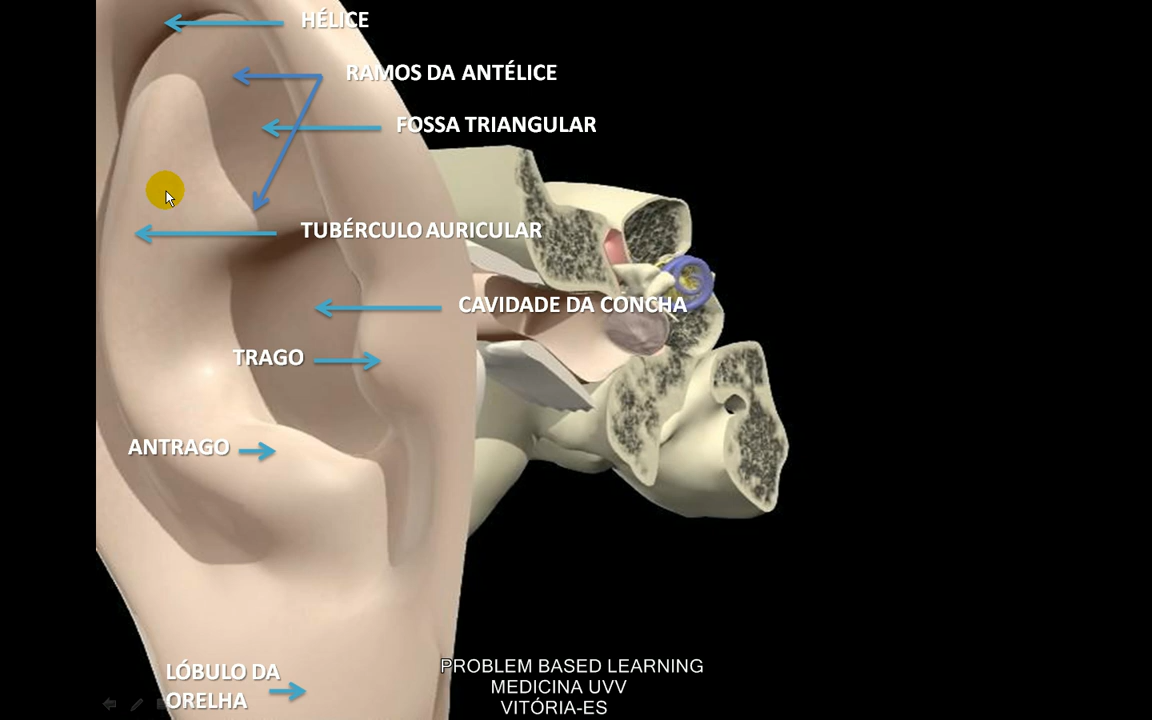 HÉLICE
RAMOS DA ANTÉLICE
FOSSA TRIANGULAR
TUBÉRCULO AURICULAR
CAVIDADE DA CONCHA
TRAGO
ANTRAGO
LÓBULO DA
ORELHA
PROBLEM BASED LEARNING
MEDICINA UVV
VITÓRIA-ES